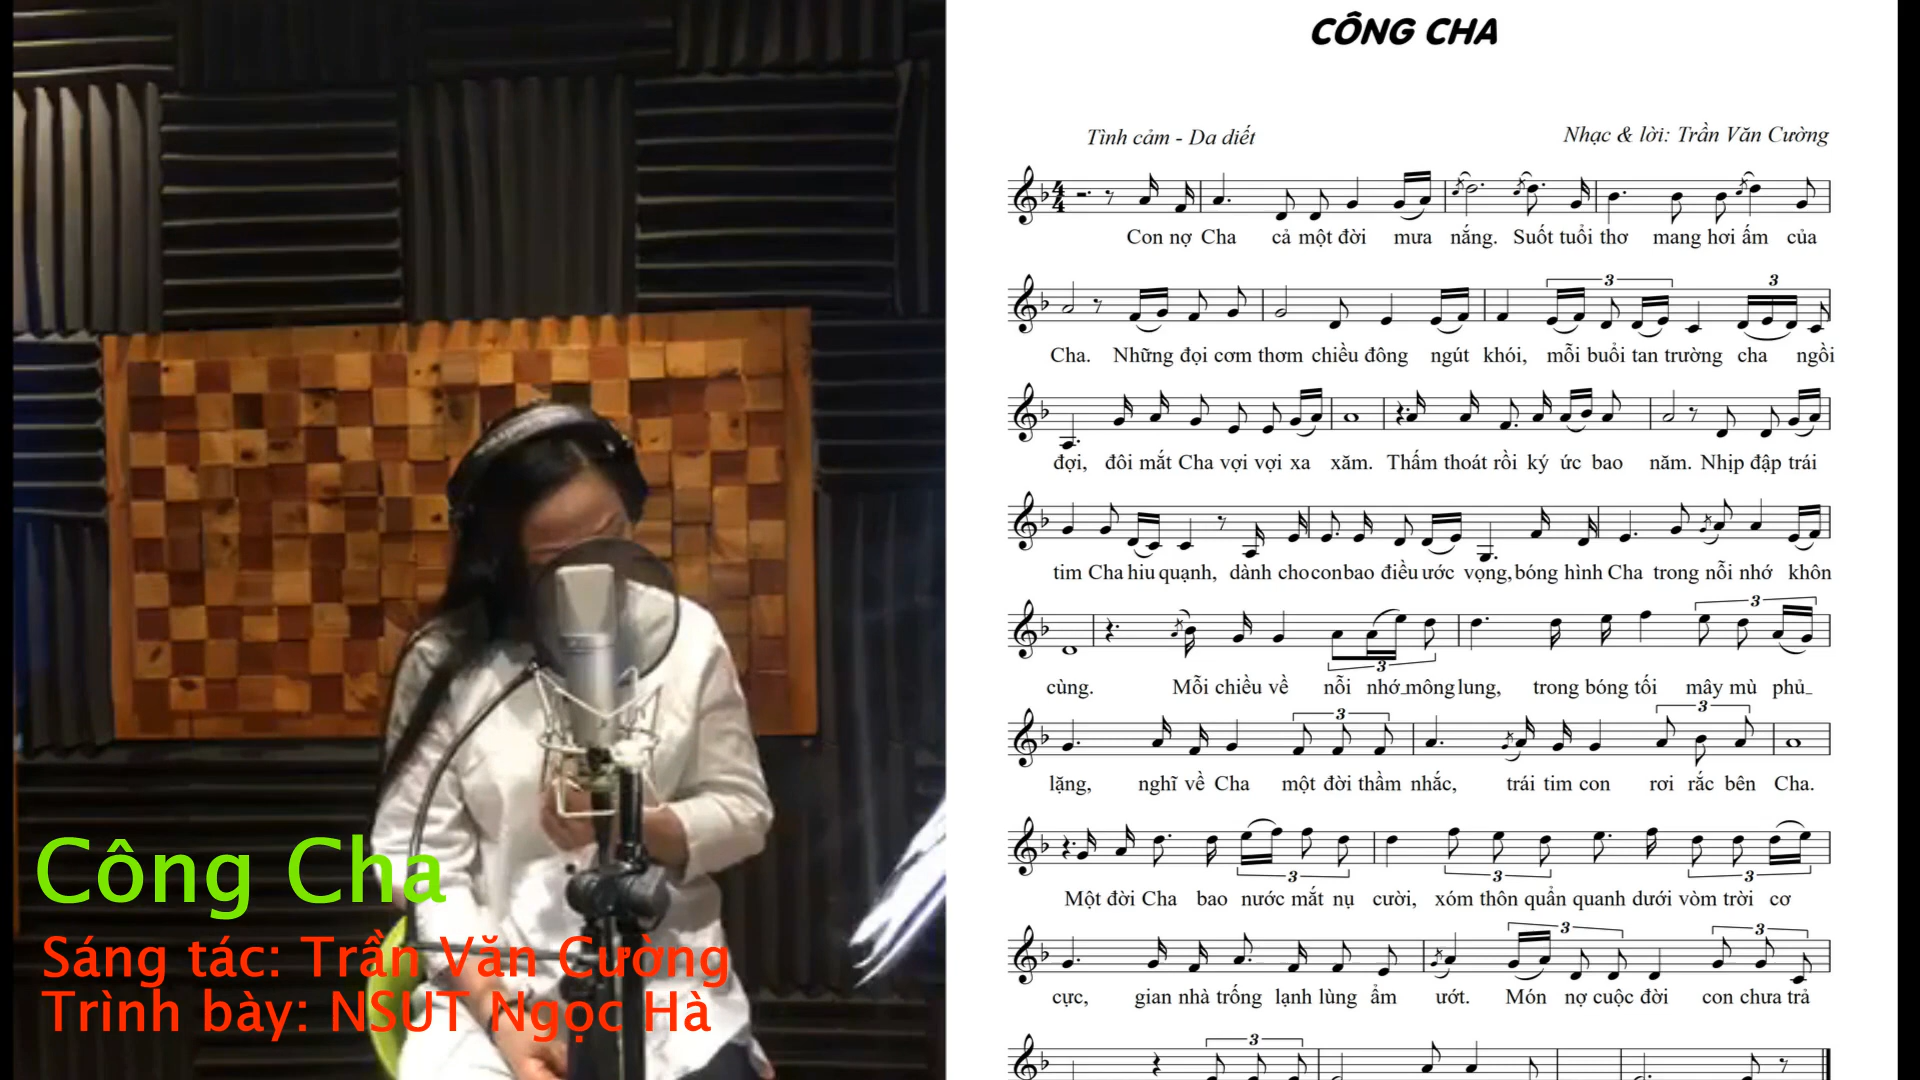 CÔNG CHA
Tình cảm - Da diết
Nhạc & lời: Trần Văn Cường
Con nợ Cha cả một đời mưa nắng. Suốt tuổi thơ mang hơi ấm của
Cha. Những đọi cơm thơm chiều đông ngút khói, mỗi buổi tan trường cha ngồi
đợi, đôi mắt Cha vợi vợi xa xăm. Thấm thoát rồi ký ức bao năm. Nhịp đập trái
tim Cha hiu quạnh, dành cho con bao điều ước vọng, bóng hình Cha trong nỗi nhớ khôn
cùng. Mỗi chiều về nỗi nhớ mông lung, trong bóng tối mây mù phủ
lặng, nghĩ về Cha một đời thầm nhắc, trái tim con rơi rắc bên Cha.
Một đời Cha bao nước mắt nụ cười, xóm thôn quẩn quanh dưới vòm trời cơ
cực, gian nhà trống lạnh lùng ẩm ướt. Món nợ cuộc đời con chưa trả
Công Cha
Sáng tác: Trần Văn Cường
Trình bày: NSUT Ngọc Hà